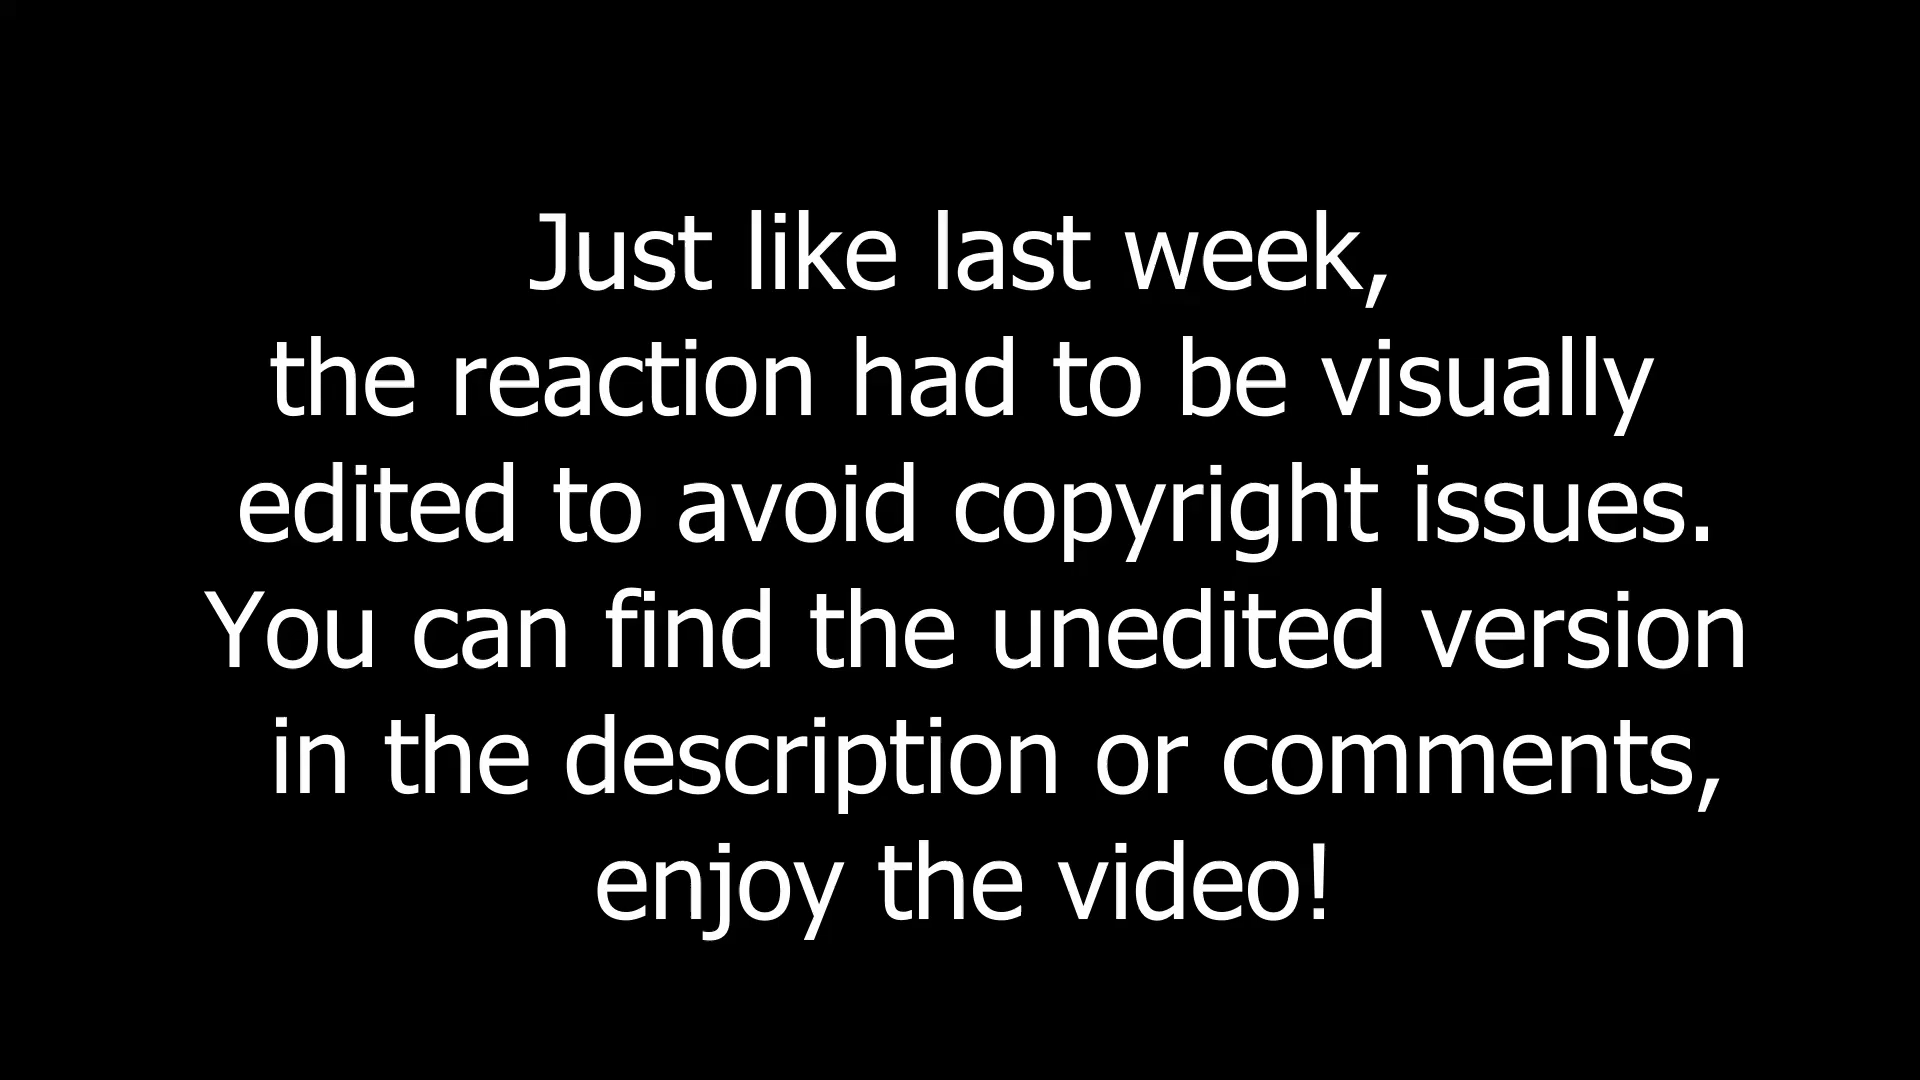 Just like last week,
the reaction had to be visually
edited to avoid copyright issues.
You can find the unedited version
in the description or comments,
enjoy the video!